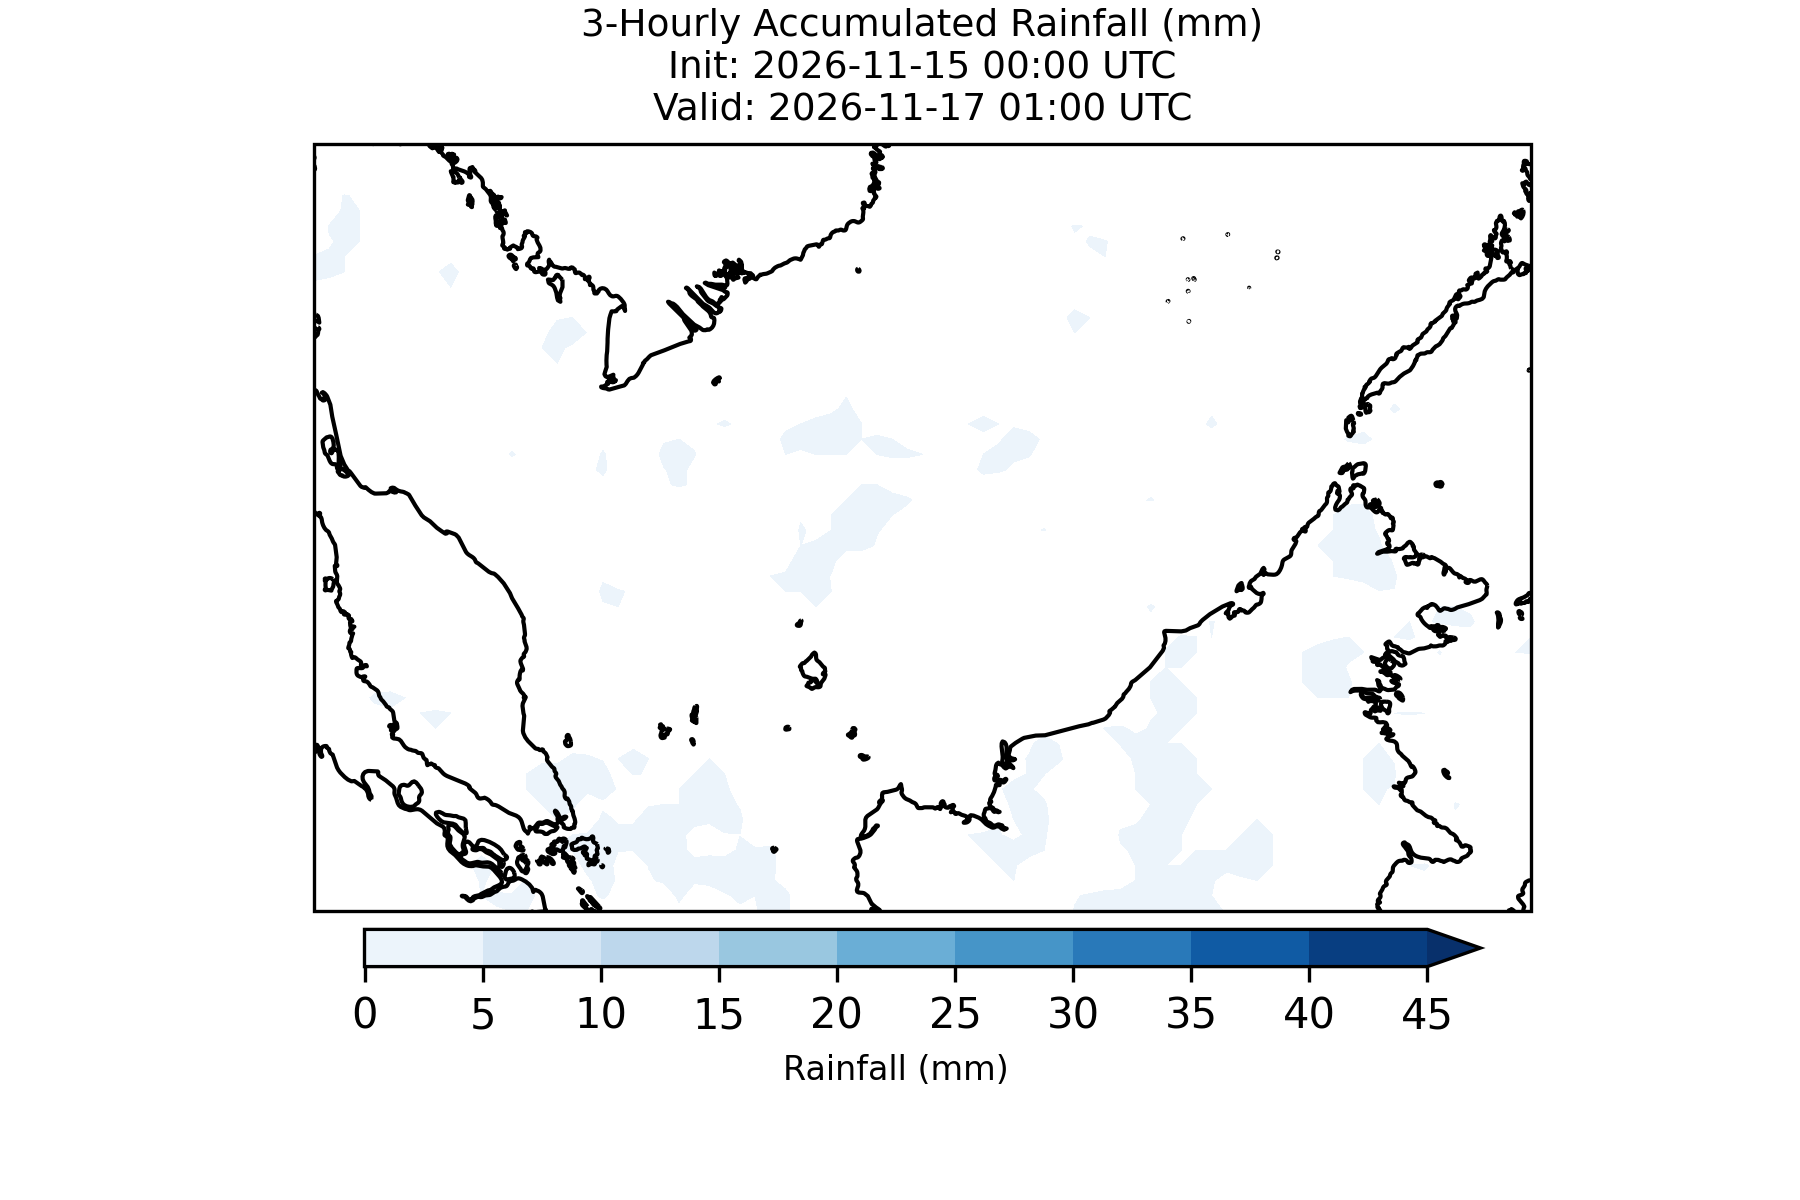 3-Hourly Accumulated Rainfall (mm)
Init: 2026-11-15 00:00 UTC
Valid: 2026-11-17 01:00 UTC
0 5 10 15 20 25 30 35 40 45
Rainfall (mm)